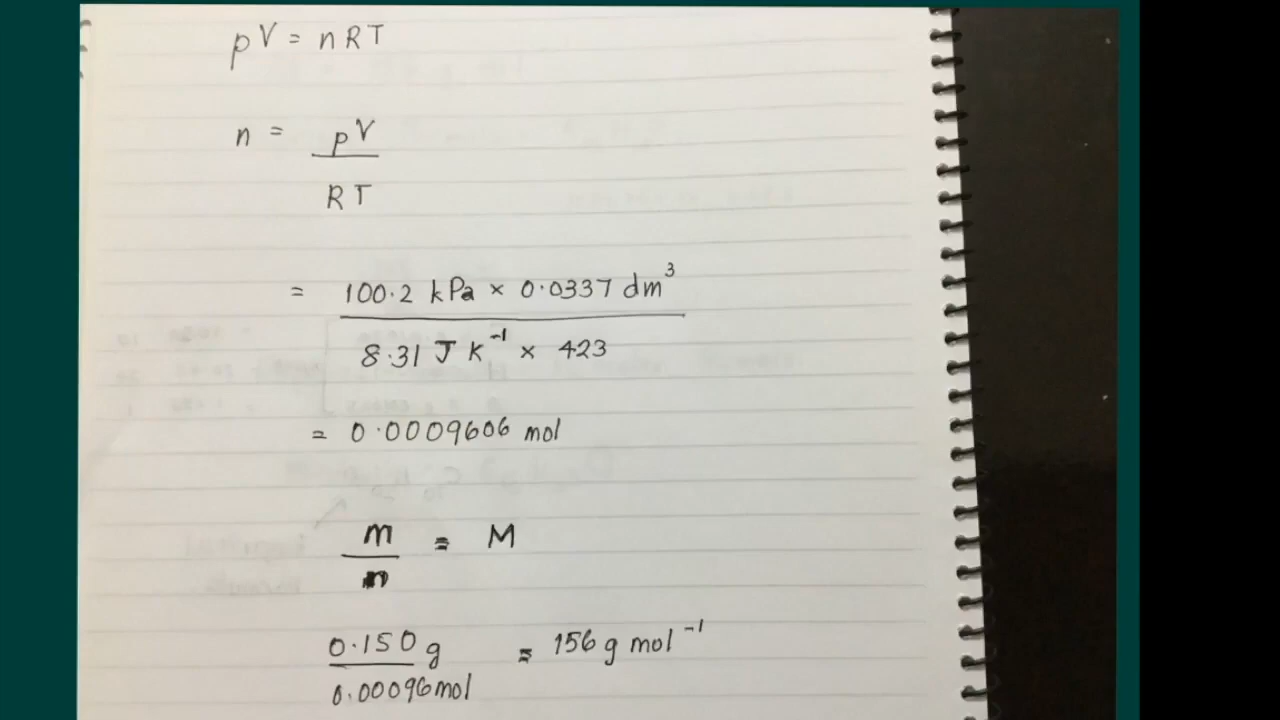 pV = nRT
n = pV
RT
= 100.2 kPa × 0.0337 dm³
8.31 J K⁻¹ × 423
= 0.0009606 mol
m = M
n
0.150 g = 156 g mol⁻¹
0.00096 mol